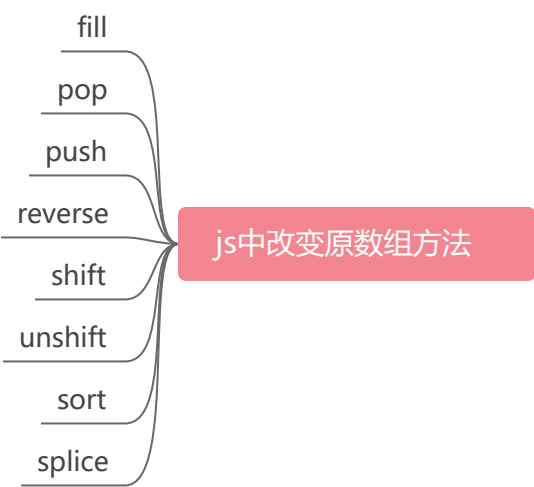 fill
pop
push
reverse
shift
unshift
sort
splice
js中改变原数组方法